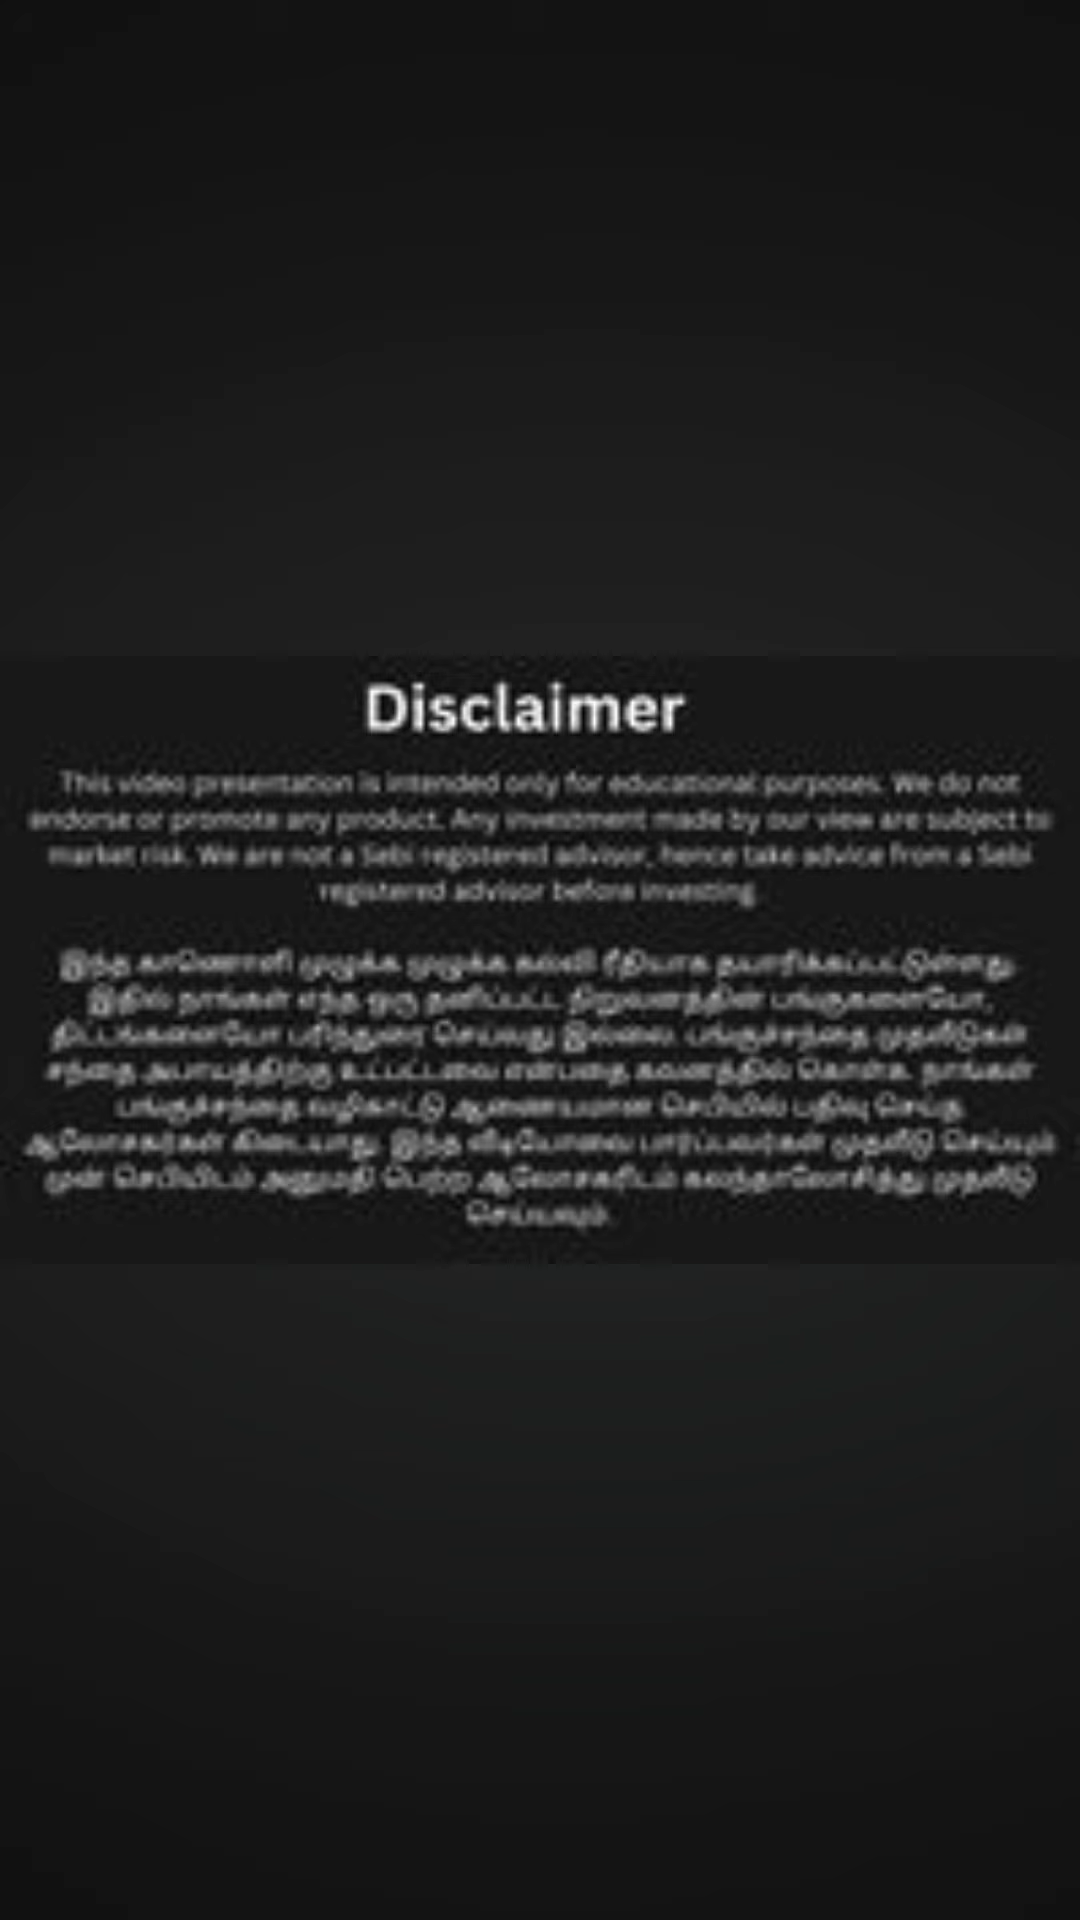 Disclaimer
This video presentation is intended only for educational purposes. We do not
endorse or promote any product. Any investment made by our view are subject to
market risk. We are not a Sebi registered advisor, hence take advice from a Sebi
registered advisor before investing.
இந்த காணொளி முழுக்க முழுக்க கல்வி ரீதியாக தயாரிக்கப்பட்டுள்ளது.
இதில் நாங்கள் எந்த ஒரு தனிப்பட்ட நிறுவனத்தின் பங்குகளையோ,
திட்டங்களையோ பரிந்துரை செய்வது இல்லை. பங்குச்சந்தை முதலீடுகள்
சந்தை அபாயத்திற்கு உட்பட்டவை என்பதை கவனத்தில் கொள்க. நாங்கள்
பங்குச்சந்தை வழிகாட்டு ஆணையமான செபியில் பதிவு செய்த
ஆலோசகர்கள் கிடையாது. இந்த வீடியோவை பார்ப்பவர்கள் முதலீடு செய்யும்
முன் செபியிடம் அனுமதி பெற்ற ஆலோசகரிடம் கலந்தாலோசித்து முதலீடு
செய்யவும்.